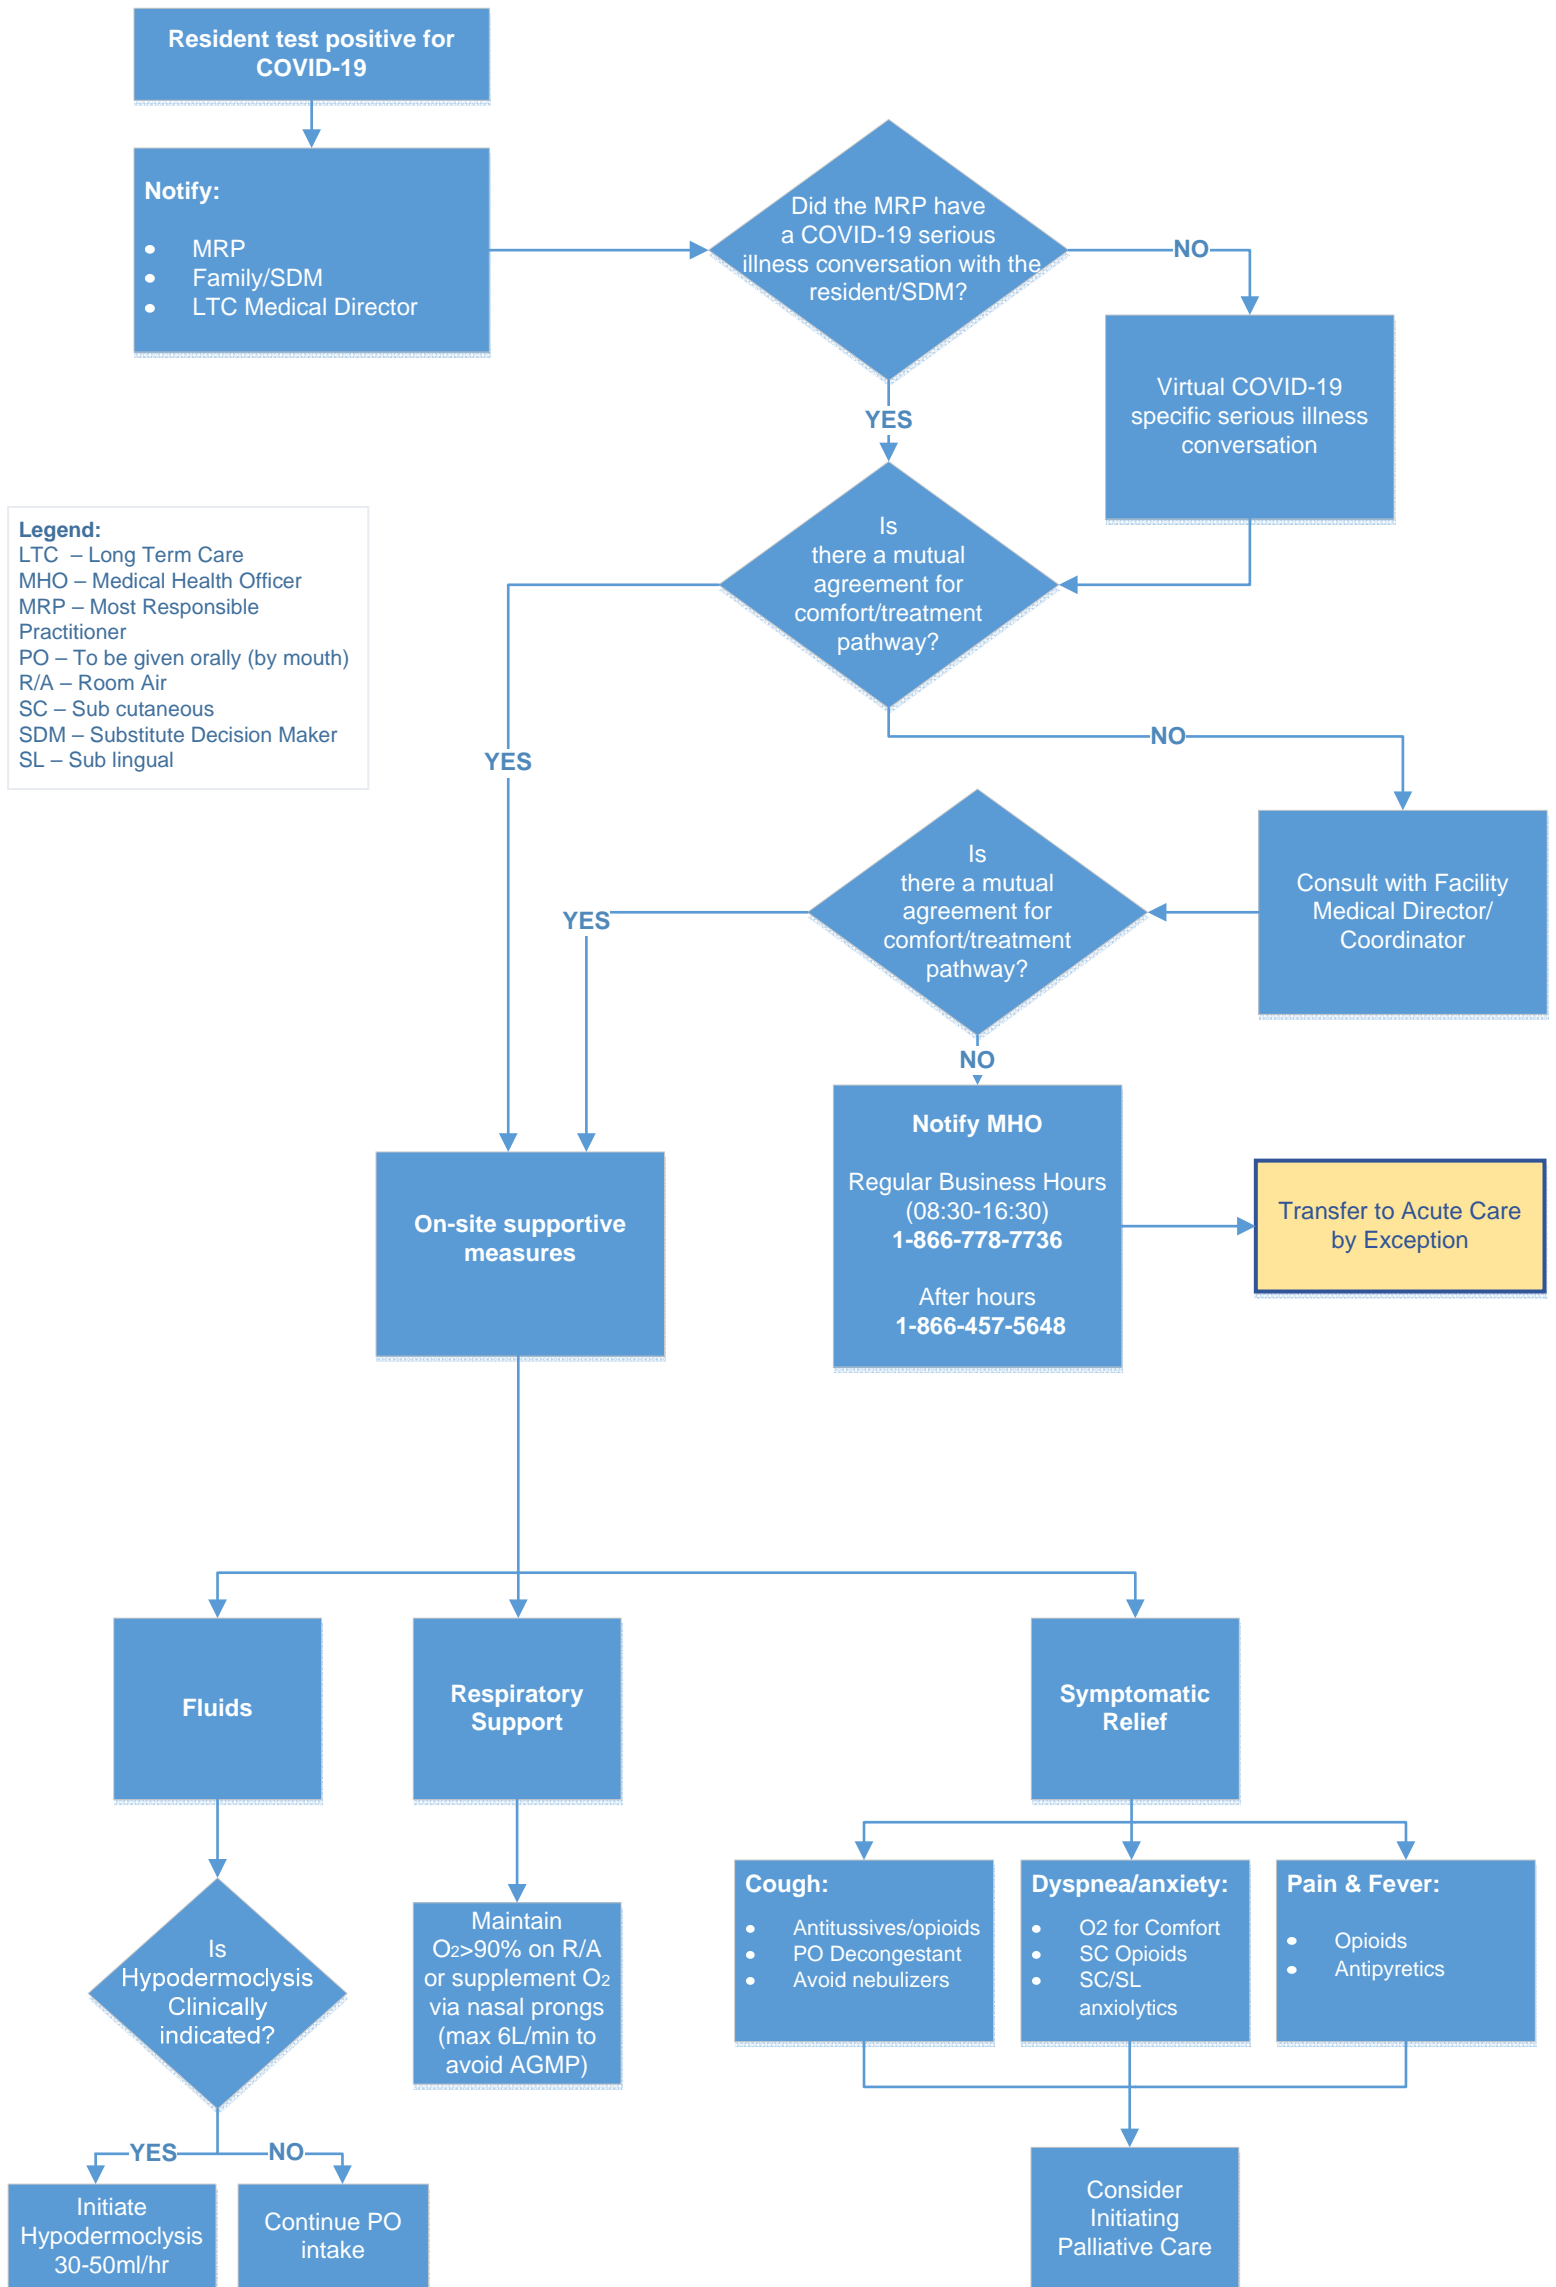 Resident test positive for
COVID-19
Notify:
• MRP
• Family/SDM
• LTC Medical Director
Did the MRP have
a COVID-19 serious
illness conversation with the
resident/SDM?
NO
Virtual COVID-19
specific serious illness
conversation
YES
Is
there a mutual
agreement for
comfort/treatment
pathway?
Legend:
LTC – Long Term Care
MHO – Medical Health Officer
MRP – Most Responsible
Practitioner
PO – To be given orally (by mouth)
R/A – Room Air
SC – Sub cutaneous
SDM – Substitute Decision Maker
SL – Sub lingual
YES
NO
Consult with Facility
Medical Director/
Coordinator
Is
there a mutual
agreement for
comfort/treatment
pathway?
YES
NO
Notify MHO
Regular Business Hours
(08:30-16:30)
1-866-778-7736
After hours
1-866-457-5648
Transfer to Acute Care
by Exception
On-site supportive
measures
Fluids
Respiratory
Support
Symptomatic
Relief
Is
Hypodermoclysis
Clinically
indicated?
Maintain
O2>90% on R/A
or supplement O2
via nasal prongs
(max 6L/min to
avoid AGMP)
Cough:
• Antitussives/opioids
• PO Decongestant
• Avoid nebulizers
Dyspnea/anxiety:
• O2 for Comfort
• SC Opioids
• SC/SL
anxiolytics
Pain & Fever:
• Opioids
• Antipyretics
YES
NO
Initiate
Hypodermoclysis
30-50ml/hr
Continue PO
intake
Consider
Initiating
Palliative Care